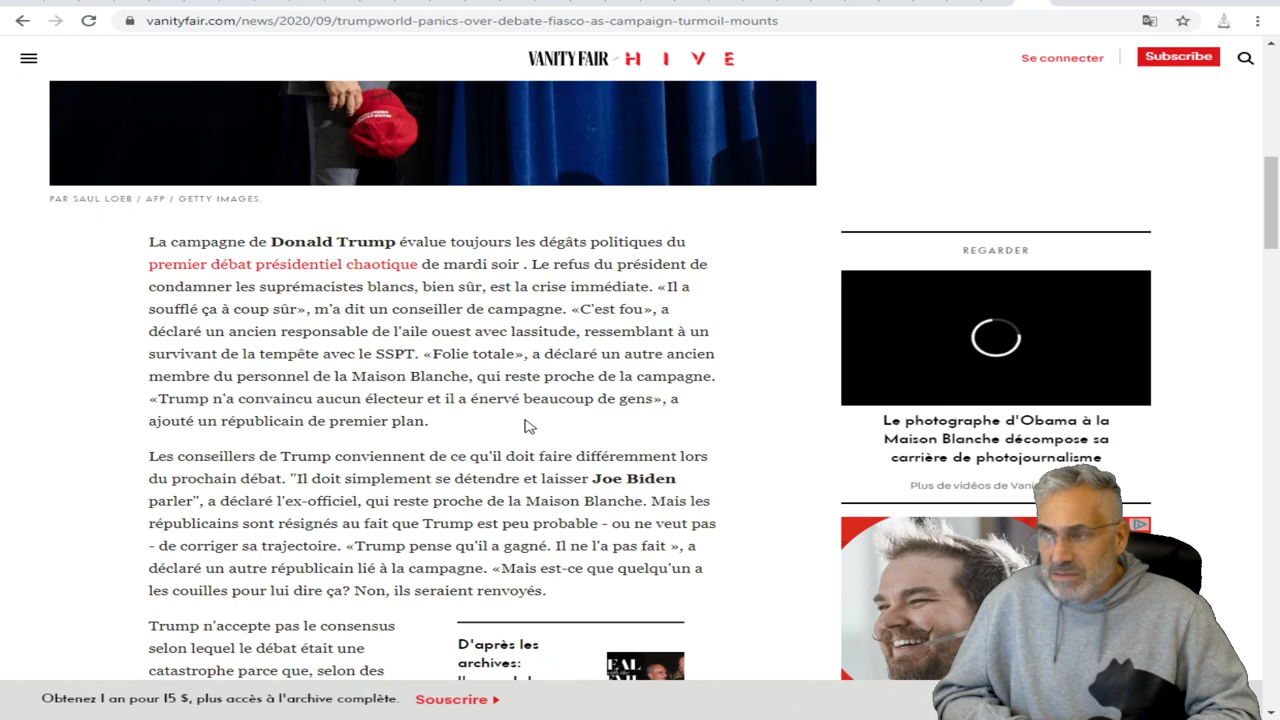 vanityfair.com/news/2020/09/trumpworld-panics-over-debate-fiasco-as-campaign-turmoil-mounts
VANITY FAIR HIVE
Se connecter
Subscribe
PAR SAUL LOEB / AFP / GETTY IMAGES.
La campagne de Donald Trump évalue toujours les dégâts politiques du
premier débat présidentiel chaotique de mardi soir . Le refus du président de
condamner les suprémacistes blancs, bien sûr, est la crise immédiate. «Il a
soufflé ça à coup sûr», m'a dit un conseiller de campagne. «C'est fou», a
déclaré un ancien responsable de l'aile ouest avec lassitude, ressemblant à un
survivant de la tempête avec le SSPT. «Folie totale», a déclaré un autre ancien
membre du personnel de la Maison Blanche, qui reste proche de la campagne.
«Trump n'a convaincu aucun électeur et il a énervé beaucoup de gens», a
ajouté un républicain de premier plan.
Les conseillers de Trump conviennent de ce qu'il doit faire différemment lors
du prochain débat. "Il doit simplement se détendre et laisser Joe Biden
parler", a déclaré l'ex-officiel, qui reste proche de la Maison Blanche. Mais les
républicains sont résignés au fait que Trump est peu probable - ou ne veut pas
- de corriger sa trajectoire. «Trump pense qu'il a gagné. Il ne l'a pas fait », a
déclaré un autre républicain lié à la campagne. «Mais est-ce que quelqu'un a
les couilles pour lui dire ça? Non, ils seraient renvoyés.
Trump n'accepte pas le consensus
selon lequel le débat était une
catastrophe parce que, selon des
D'après les
archives:
REGARDER
Le photographe d'Obama à la
Maison Blanche décompose sa
carrière de photojournalisme
Plus de vidéos de
Obtenez 1 an pour 15 $, plus accès à l'archive complète.
Souscrire